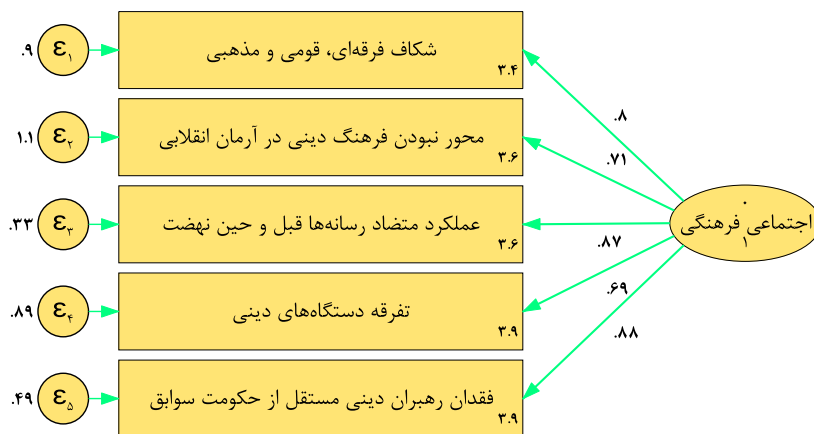 شکاف فرقه‌ای، قومی و مذهبی
۳.۴
ε۱
.۹
.۸
محور نبودن فرهنگ دینی در آرمان انقلابی
۳.۶
ε۲
۱.۱
.۷۱
عملکرد متضاد رسانه‌ها قبل و حین نهضت
۳.۶
ε۳
.۳۳
.۸۷
۰
اجتماعی فرهنگی
۱
تفرقه دستگاه‌های دینی
۳.۹
ε۴
.۸۹
.۶۹
فقدان رهبران دینی مستقل از حکومت سوابق
۳.۹
ε۵
.۴۹
.۸۸